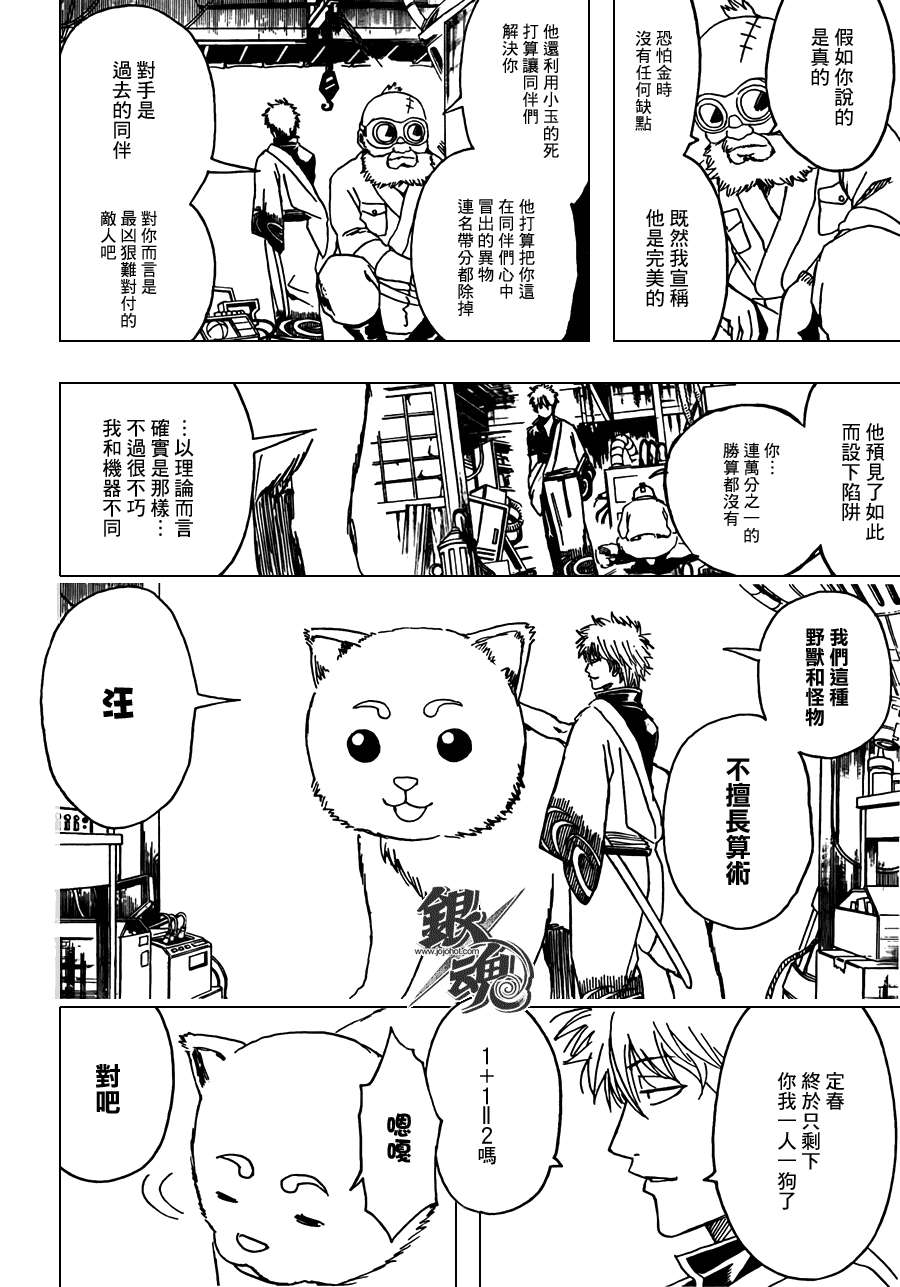 假如你說的
是真的
恐怕金時
沒有任何缺點
既然我宣稱
他是完美的
他還利用小玉的死
打算讓同伴們
解決你
他打算把你這
在同伴們心中
冒出的異物
連名帶分都除掉
對手是
過去的同伴
對你而言是
最凶狠難對付的
敵人吧
他預見了如此
而設下陷阱
你…
連萬分之一的
勝算都沒有
…以理論而言
確實是那樣…
不過很不巧
我和機器不同
我們這種
野獸和怪物
不擅長算術
汪
銀魂
www.jojohot.com
定春
終於只剩下
你我一人一狗了
1+1=2嗎
嗯嘎
對吧